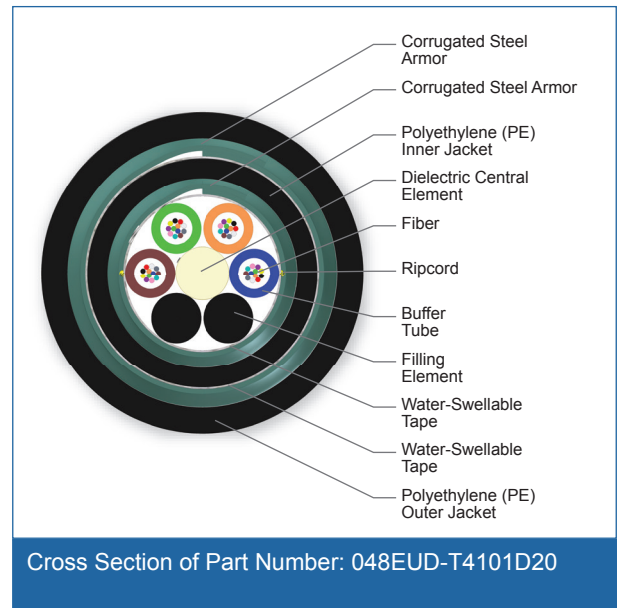 Corrugated Steel
Armor
Corrugated Steel Armor
Polyethylene (PE)
Inner Jacket
Dielectric Central
Element
Fiber
Ripcord
Buffer
Tube
Filling
Element
Water-Swellable
Tape
Water-Swellable
Tape
Polyethylene (PE)
Outer Jacket
Cross Section of Part Number: 048EUD-T4101D20